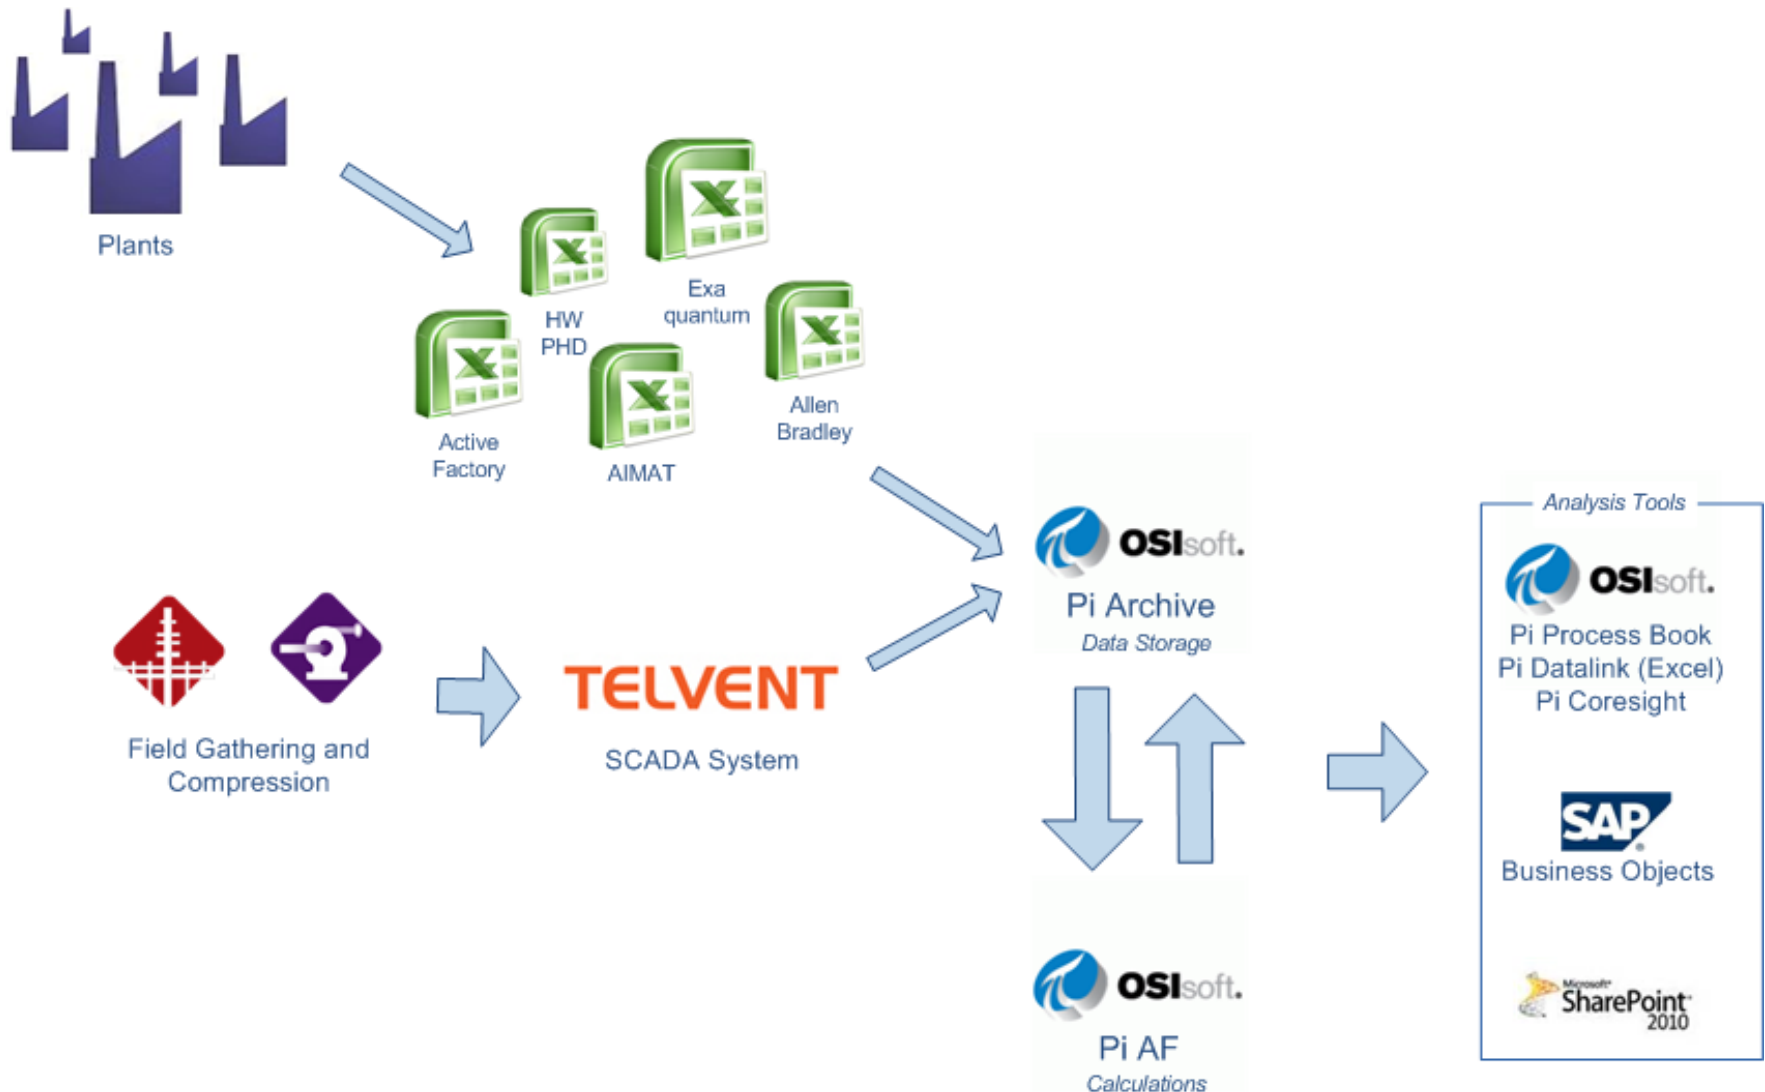 Plants
HW
PHD
Exa
quantum
Active
Factory
AIMAT
Allen
Bradley
Field Gathering and
Compression
TELVENT
SCADA System
OSIsoft.
Pi Archive
Data Storage
OSIsoft.
Pi AF
Calculations
Analysis Tools
OSIsoft.
Pi Process Book
Pi Datalink (Excel)
Pi Coresight
SAP®
Business Objects
Microsoft®
SharePoint
2010